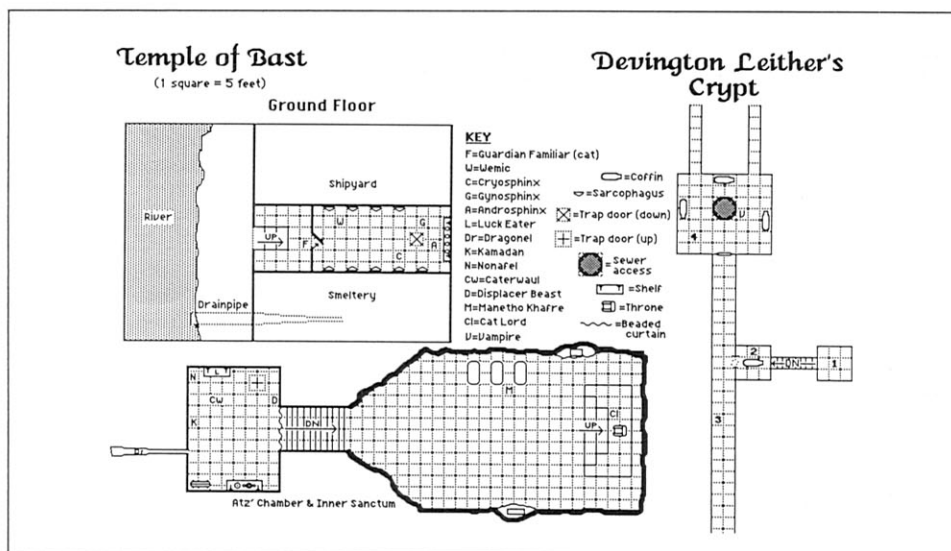 Temple of Bast
(1 square = 5 feet)
Ground Floor
River
Shipyard
UP
F
W
G
A
C
Smeltery
Drainpipe
KEY
F=Guardian Familiar (cat)
W=Wemic
C=Cryosphinx
G=Gynosphinx
A=Androsphinx
L=Luck Eater
Dr=Dragonel
K=Kamadan
N=Nonafel
CW=Caterwaul
D=Displacer Beast
M=Manetho Khafre
Cl=Cat Lord
V=Vampire
=Coffin
=Sarcophagus
=Trap door (down)
=Trap door (up)
=Sewer
access
=Shelf
=Throne
=Beaded
curtain
Devington Leither's
Crypt
V
4
2
DN
1
3
N
L
CW
D
K
DN
M
Cl
UP
Atz' Chamber & Inner Sanctum